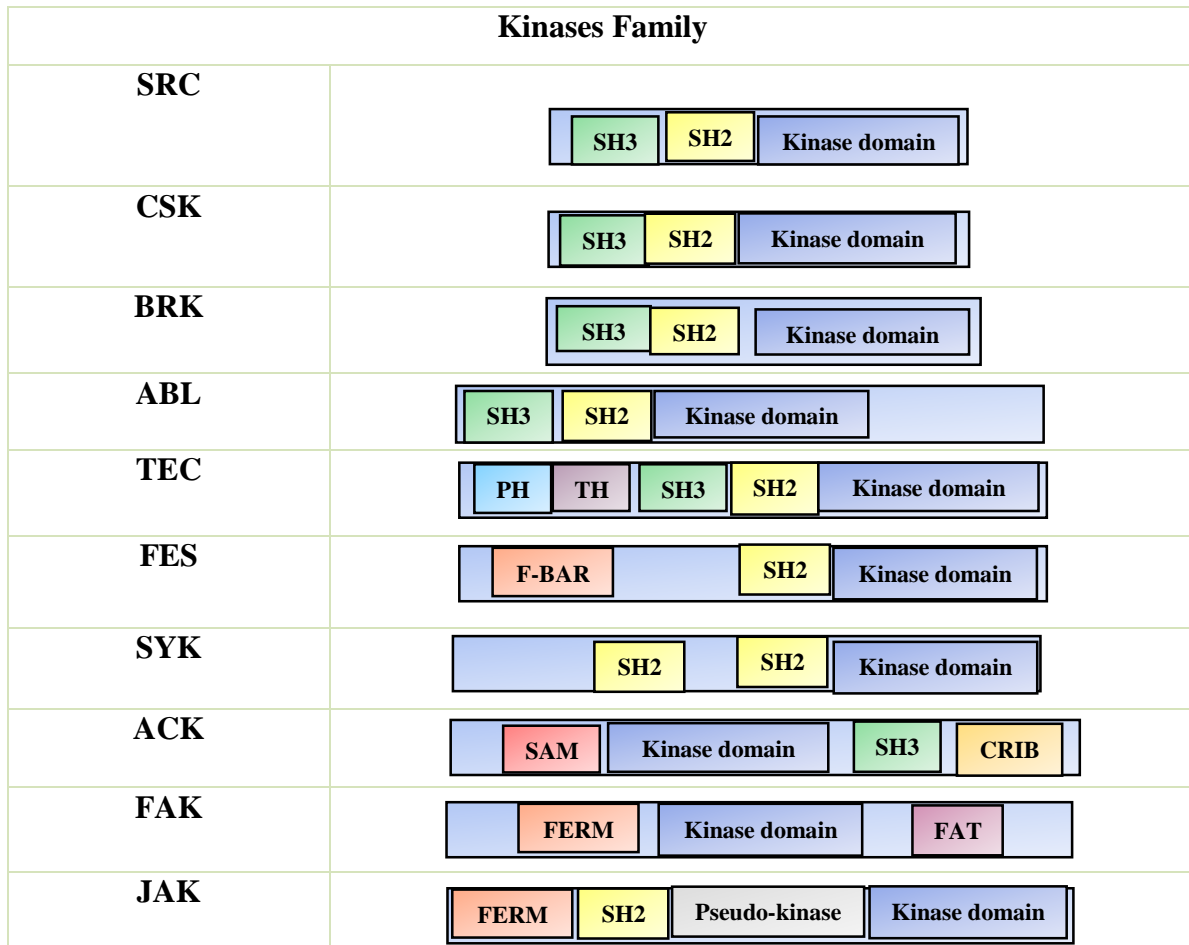 Kinases Family
SRC
SH3 SH2 Kinase domain
CSK
SH3 SH2 Kinase domain
BRK
SH3 SH2 Kinase domain
ABL
SH3 SH2 Kinase domain
TEC
PH TH SH3 SH2 Kinase domain
FES
F-BAR SH2 Kinase domain
SYK
SH2 SH2 Kinase domain
ACK
SAM Kinase domain SH3 CRIB
FAK
FERM Kinase domain FAT
JAK
FERM SH2 Pseudo-kinase Kinase domain